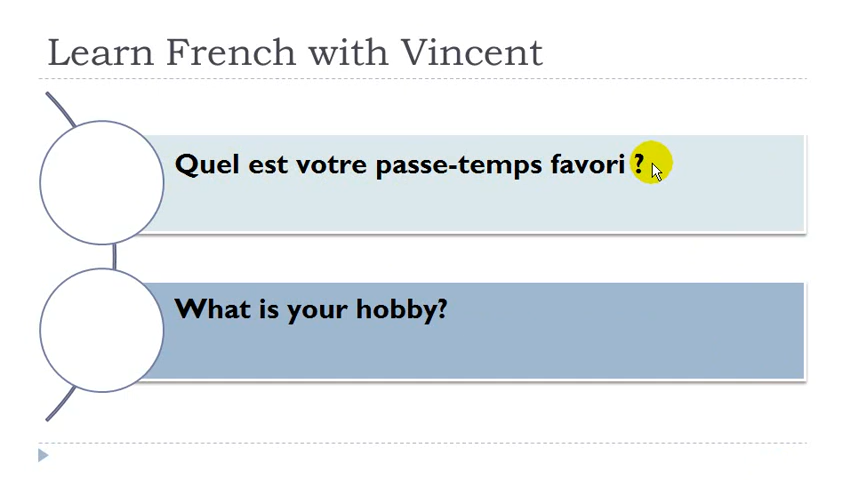 Learn French with Vincent
Quel est votre passe-temps favori ?
What is your hobby?